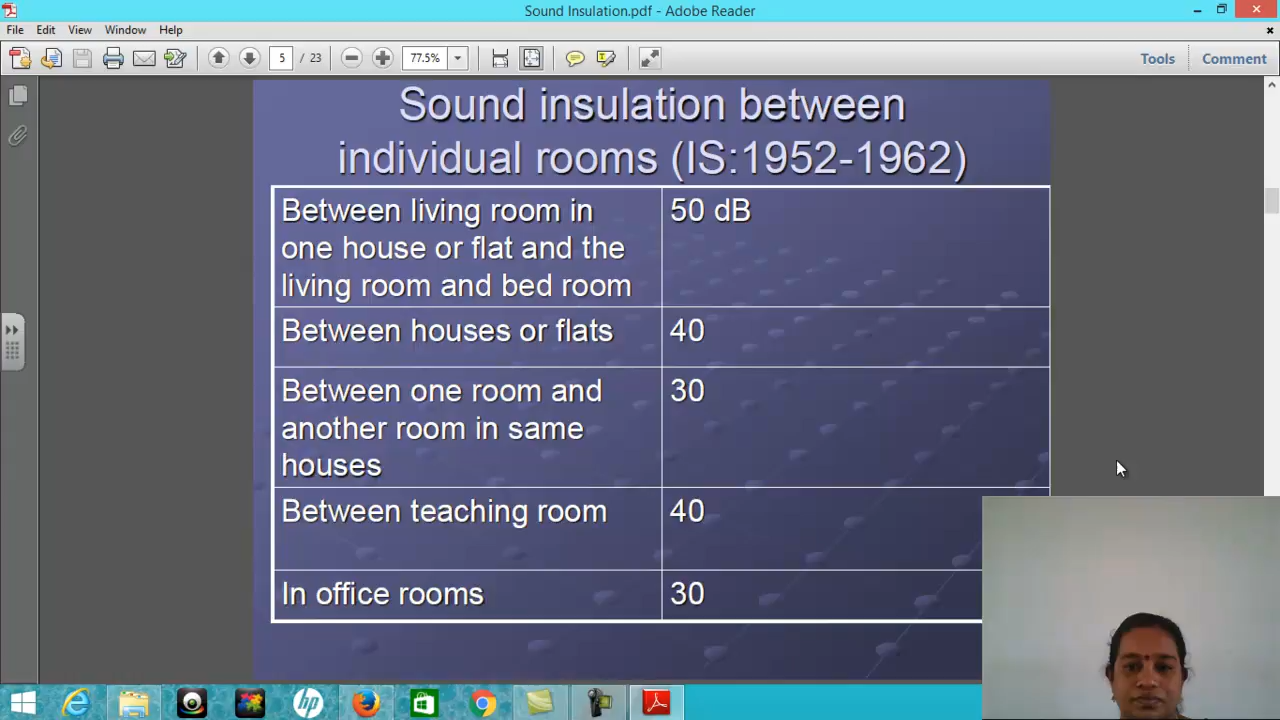 Sound Insulation.pdf - Adobe Reader
File Edit View Window Help
5 / 23 77.5% Tools Comment
Sound insulation between
individual rooms (IS:1952-1962)
Between living room in
one house or flat and the
living room and bed room
50 dB
Between houses or flats
40
Between one room and
another room in same
houses
30
Between teaching room
40
In office rooms
30
hp